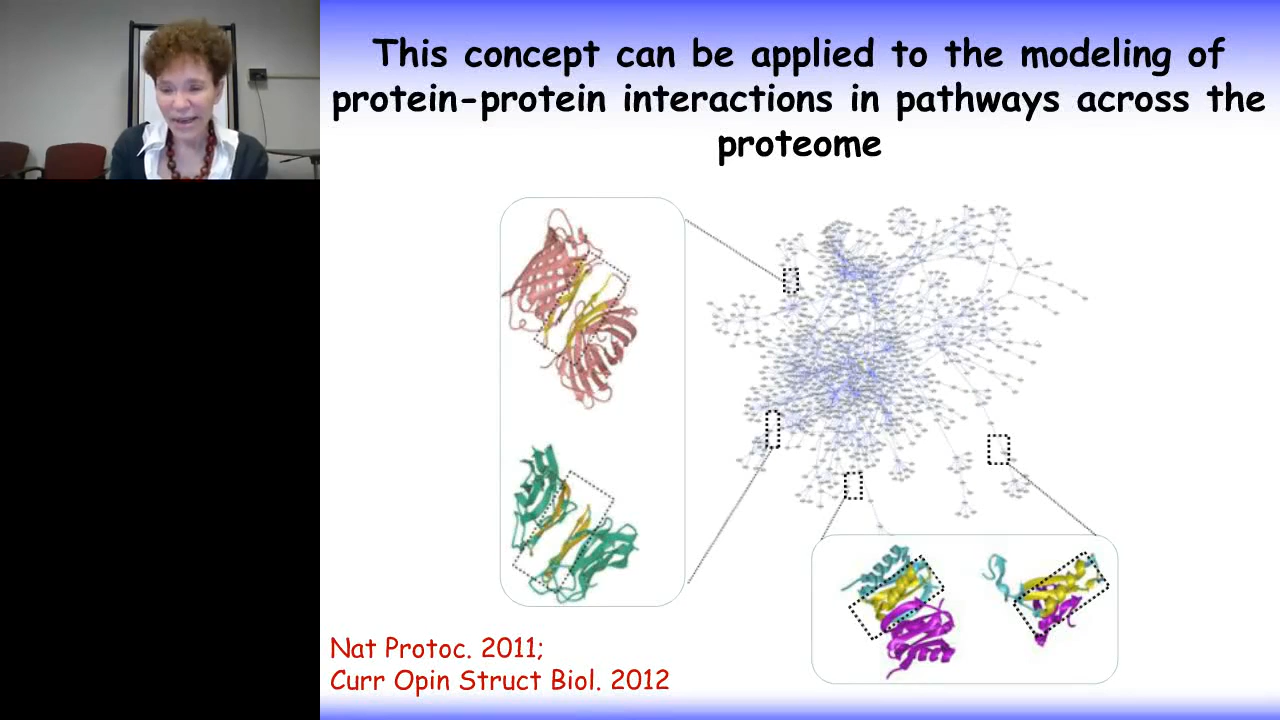 This concept can be applied to the modeling of
protein-protein interactions in pathways across the
proteome
Nat Protoc. 2011;
Curr Opin Struct Biol. 2012